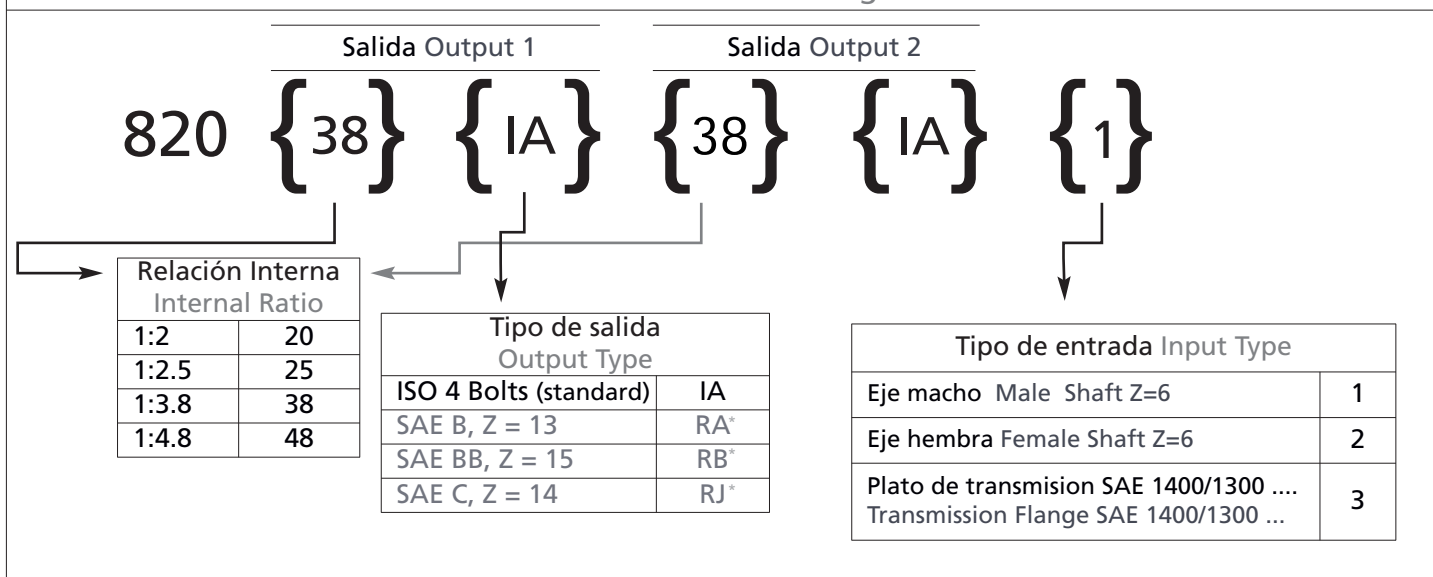 Salida Output 1 Salida Output 2
820 {38} {IA} {38} {IA} {1}
Relación Interna
Internal Ratio
1:2 20
1:2.5 25
1:3.8 38
1:4.8 48
Tipo de salida
Output Type
ISO 4 Bolts (standard) IA
SAE B, Z = 13 RA*
SAE BB, Z = 15 RB*
SAE C, Z = 14 RJ*
Tipo de entrada Input Type
Eje macho Male Shaft Z=6 1
Eje hembra Female Shaft Z=6 2
Plato de transmision SAE 1400/1300 ....
Transmission Flange SAE 1400/1300 ...
3